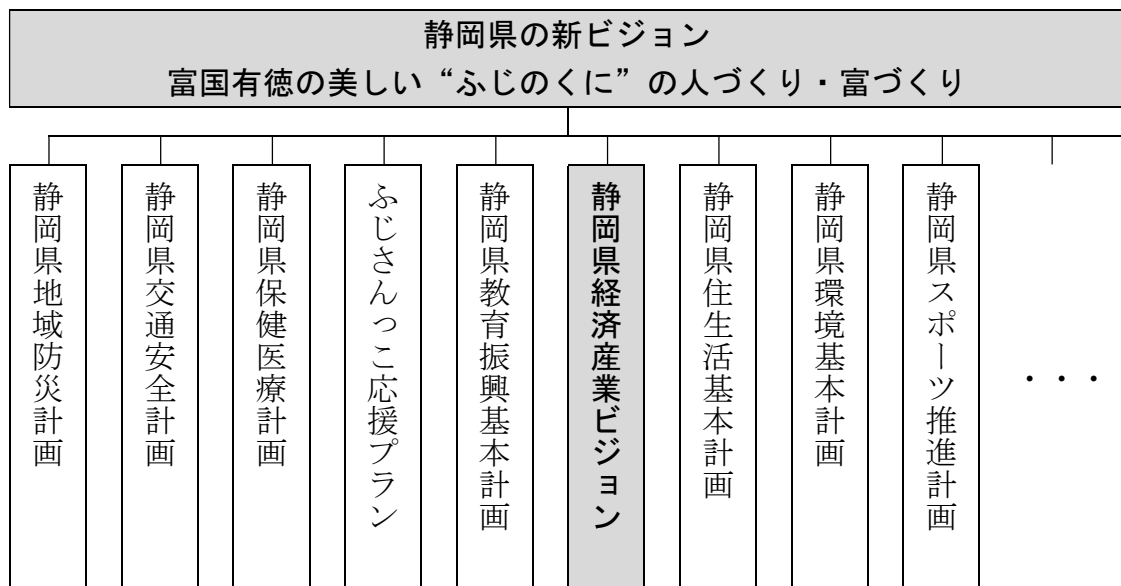 静岡県の新ビジョン
富国有徳の美しい“ふじのくに”の人づくり・富づくり
静岡県地域防災計画
静岡県交通安全計画
静岡県保健医療計画
ふじさんっこ応援プラン
静岡県教育振興基本計画
静岡県経済産業ビジョン
静岡県住生活基本計画
静岡県環境基本計画
静岡県スポーツ推進計画
・・・